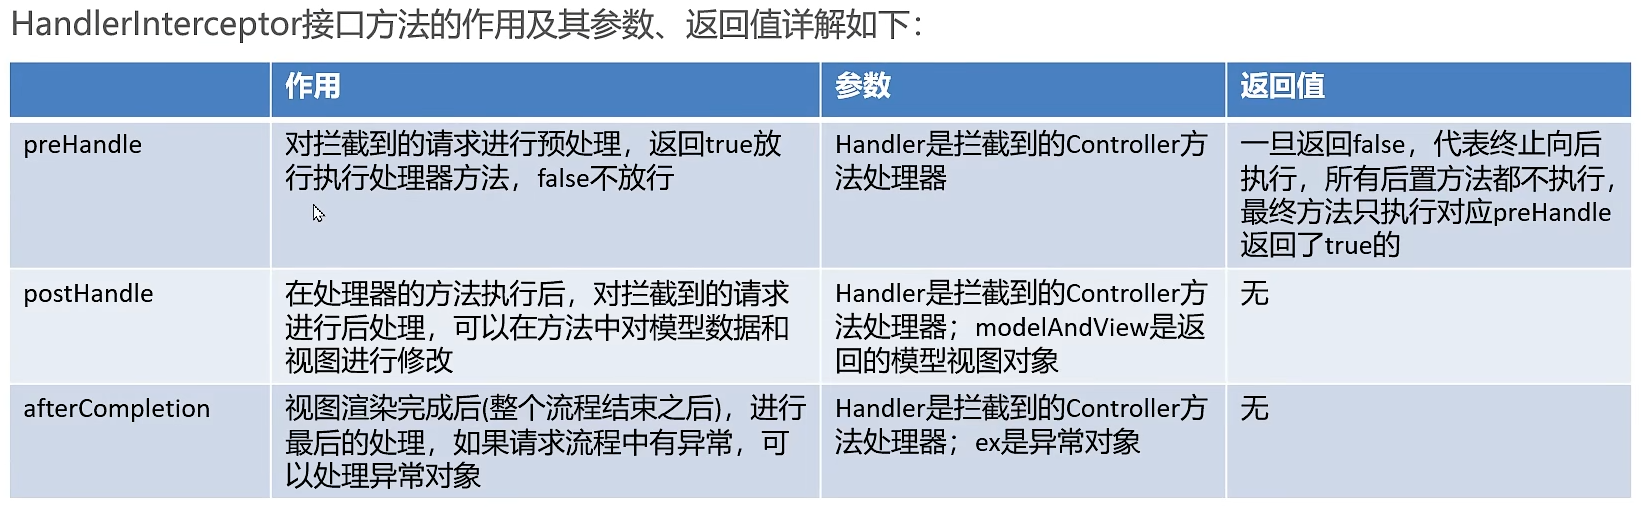 HandlerInterceptor接口方法的作用及其参数、返回值详解如下：
作用
参数
返回值
preHandle
对拦截到的请求进行预处理，返回true放
行执行处理器方法，false不放行
Handler是拦截到的Controller方
法处理器
一旦返回false，代表终止向后
执行，所有后置方法都不执行，
最终方法只执行对应preHandle
返回了true的
postHandle
在处理器的方法执行后，对拦截到的请求
进行后处理，可以在方法中对模型数据和
视图进行修改
Handler是拦截到的Controller方
法处理器；modelAndView是返
回的模型视图对象
无
afterCompletion
视图渲染完成后(整个流程结束之后)，进行
最后的处理，如果请求流程中有异常，可
以处理异常对象
Handler是拦截到的Controller方
法处理器；ex是异常对象
无